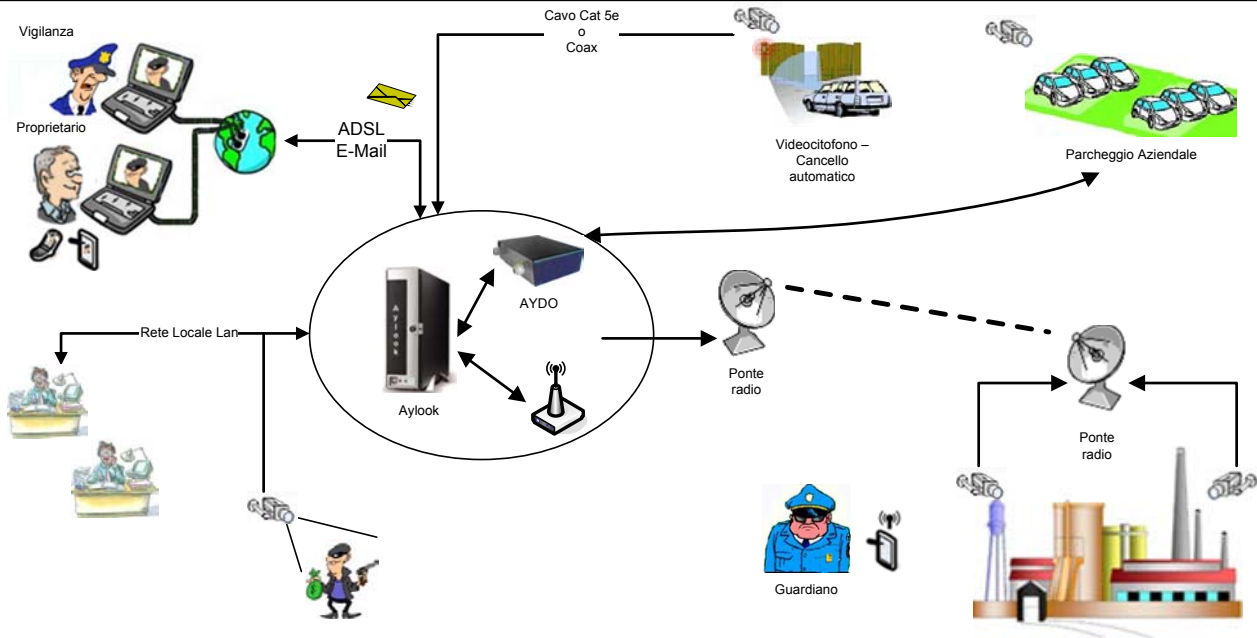 Vigilanza
Proprietario
ADSL
E-Mail
Cavo Cat 5e
o
Coax
Videocitofono –
Cancello
automatico
Parcheggio Aziendale
Rete Locale Lan
Aylook
Aylook
AYDO
Ponte
radio
Ponte
radio
Guardiano